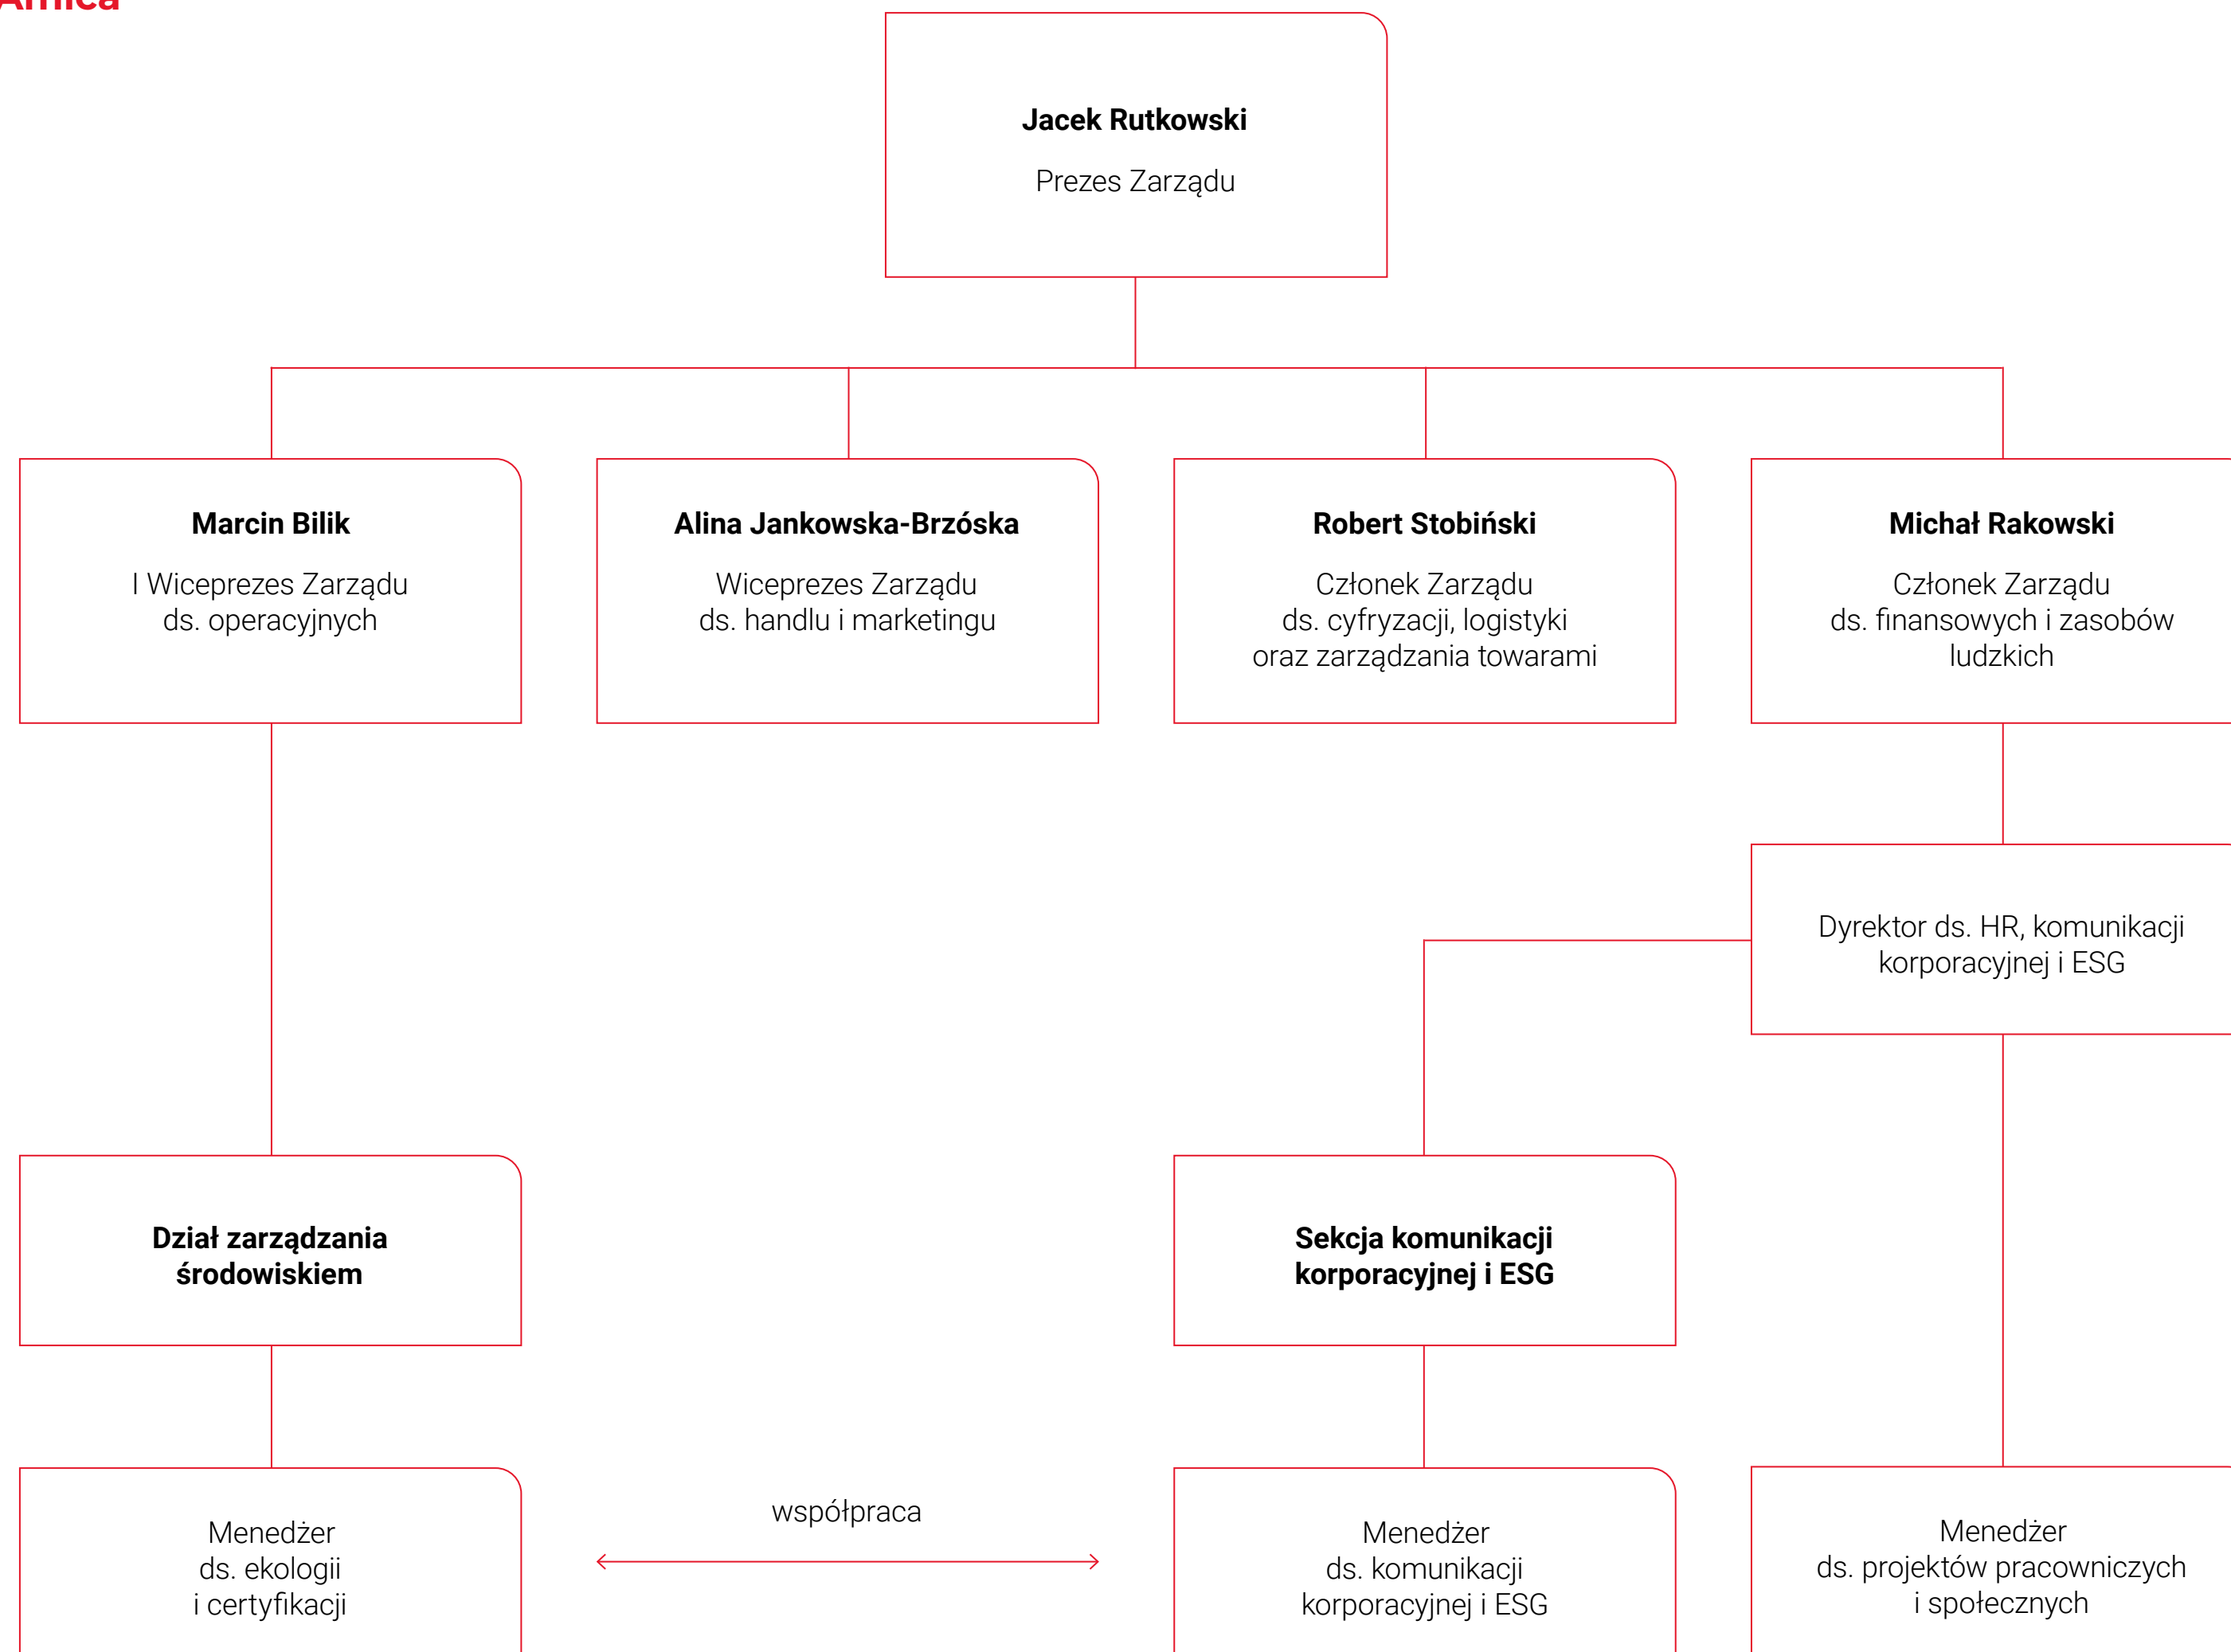 Amica
Jacek Rutkowski
Prezes Zarządu
Marcin Bilik
I Wiceprezes Zarządu
ds. operacyjnych
Alina Jankowska-Brzóska
Wiceprezes Zarządu
ds. handlu i marketingu
Robert Stobiński
Członek Zarządu
ds. cyfryzacji, logistyki
oraz zarządzania towarami
Michał Rakowski
Członek Zarządu
ds. finansowych i zasobów
ludzkich
Dyrektor ds. HR, komunikacji
korporacyjnej i ESG
Dział zarządzania
środowiskiem
Sekcja komunikacji
korporacyjnej i ESG
Menedżer
ds. ekologii
i certyfikacji
współpraca
Menedżer
ds. komunikacji
korporacyjnej i ESG
Menedżer
ds. projektów pracowniczych
i społecznych